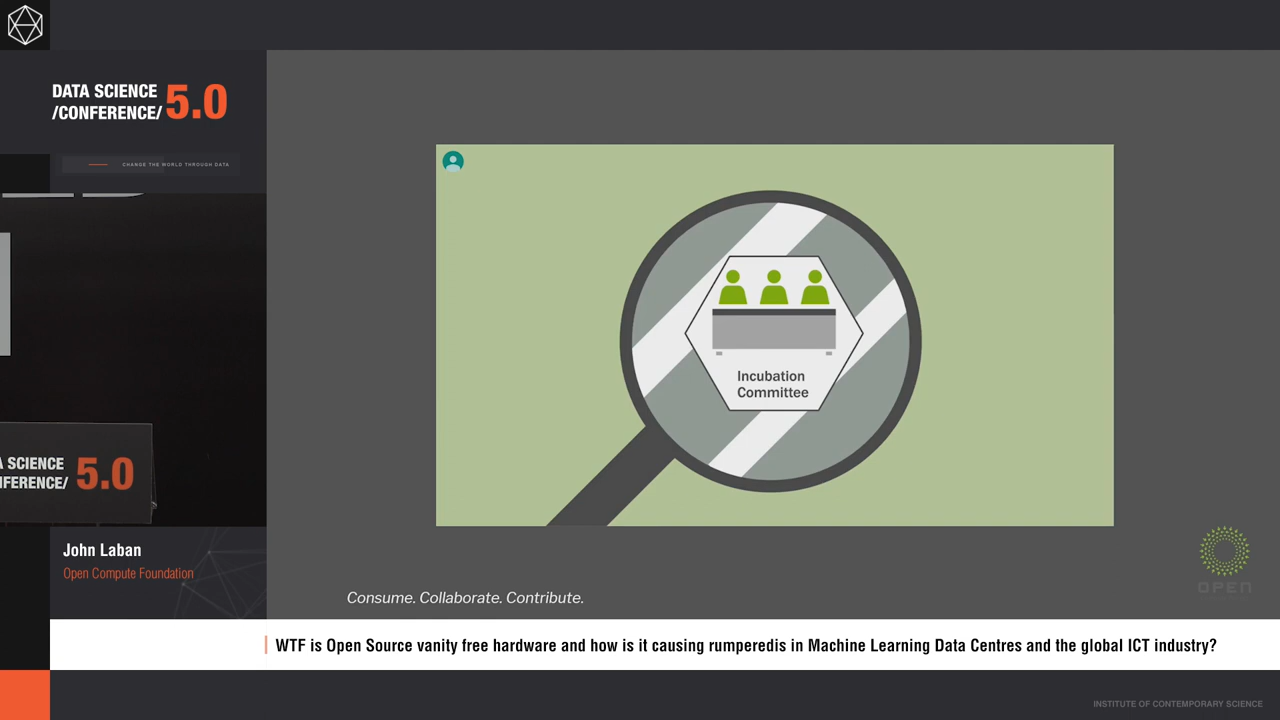 DATA SCIENCE
/CONFERENCE/ 5.0
CHANGE THE WORLD THROUGH DATA
A SCIENCE
NFERENCE/ 5.0
John Laban
Open Compute Foundation
Incubation
Committee
OPEN
Consume. Collaborate. Contribute.
WTF is Open Source vanity free hardware and how is it causing rumperedis in Machine Learning Data Centres and the global ICT industry?
INSTITUTE OF CONTEMPORARY SCIENCE